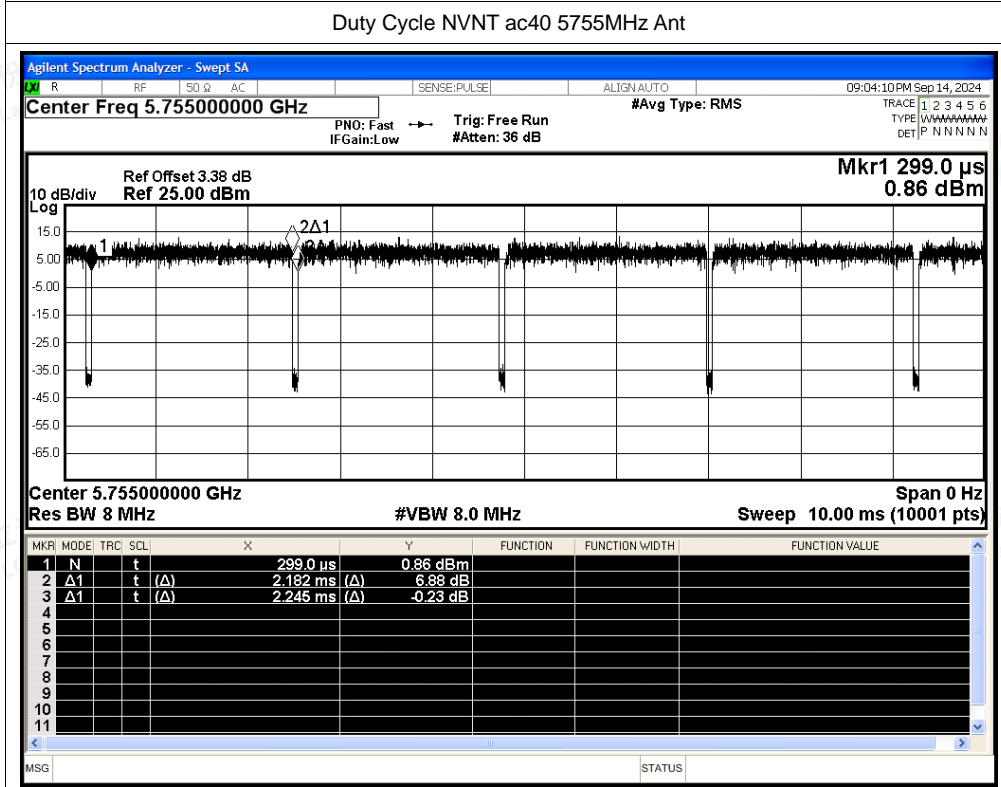 Duty Cycle NVNT ac40 5755MHz Ant
Agilent Spectrum Analyzer - Swept SA
LXI R RF 50 Ω AC SENSE:PULSE ALIGN AUTO 09:04:10 PM Sep 14, 2024
Center Freq 5.755000000 GHz #Avg Type: RMS TRACE 1 2 3 4 5 6
PNO: Fast Trig: Free Run TYPE W
IFGain:Low #Atten: 36 dB DET P N N N N N
Mkr1 299.0 µs
Ref Offset 3.38 dB
10 dB/div Ref 25.00 dBm 0.86 dBm
Log
15.0
2Δ1
1
5.00
-5.00
-15.0
-25.0
-35.0
-45.0
-55.0
-65.0
Center 5.755000000 GHz Span 0 Hz
Res BW 8 MHz #VBW 8.0 MHz Sweep 10.00 ms (10001 pts)
MKR MODE TRC SCL X Y FUNCTION FUNCTION WIDTH FUNCTION VALUE
1 N t 299.0 µs 0.86 dBm
2 Δ1 t (Δ) 2.182 ms (Δ) 6.88 dB
3 Δ1 t (Δ) 2.245 ms (Δ) -0.23 dB
4
5
6
7
8
9
10
11
MSG STATUS